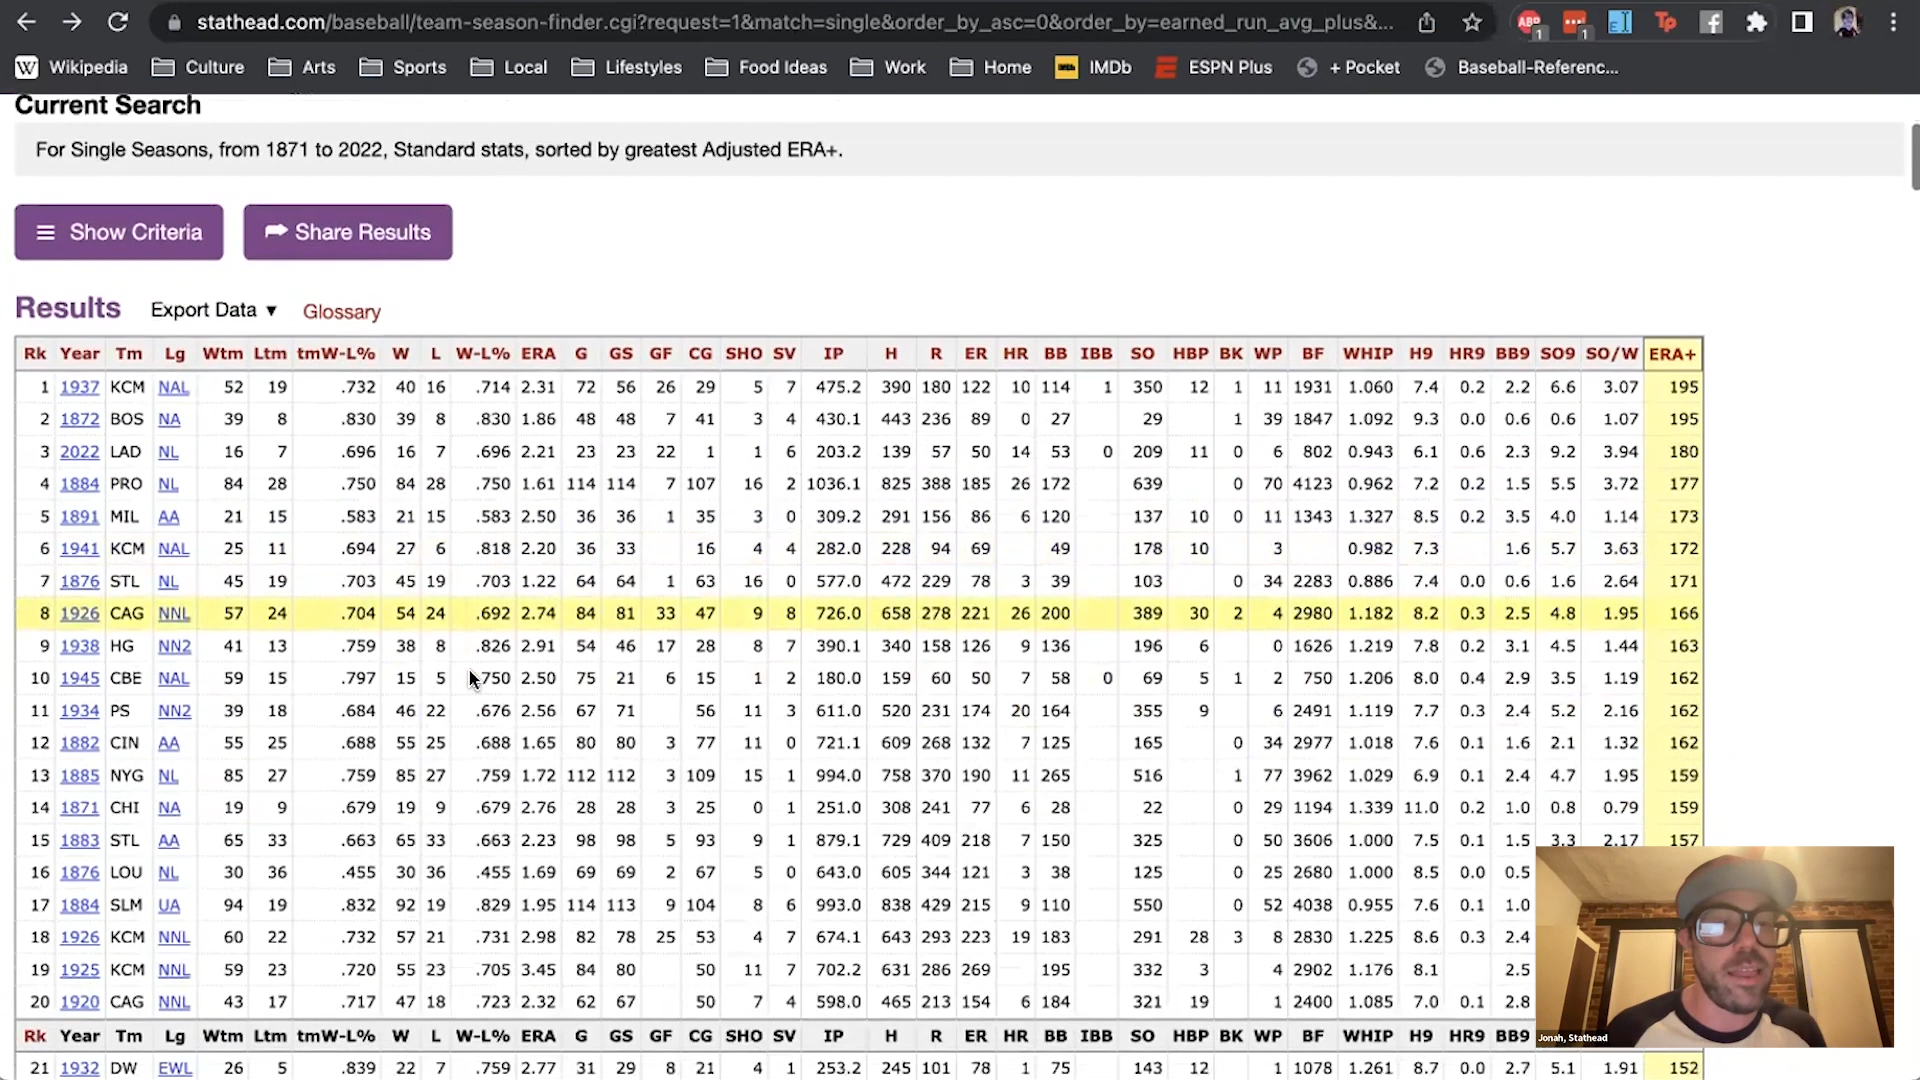 stathead.com/baseball/team-season-finder.cgi?request=1&match=single&order_by_asc=0&order_by=earned_run_avg_plus&...
ABP 1 1 Tp
W Wikipedia Culture Arts Sports Local Lifestyles Food Ideas Work Home IMDb ESPN Plus + Pocket Baseball-Referenc...
Current Search
For Single Seasons, from 1871 to 2022, Standard stats, sorted by greatest Adjusted ERA+.
Show Criteria Share Results
Results Export Data ▼ Glossary
Rk Year Tm Lg Wtm Ltm tmW-L% W L W-L% ERA G GS GF CG SHO SV IP H R ER HR BB IBB SO HBP BK WP BF WHIP H9 HR9 BB9 SO9 SO/W ERA+
1 1937 KCM NAL 52 19 .732 40 16 .714 2.31 72 56 26 29 5 7 475.2 390 180 122 10 114 1 350 12 1 11 1931 1.060 7.4 0.2 2.2 6.6 3.07 195
2 1872 BOS NA 39 8 .830 39 8 .830 1.86 48 48 7 41 3 4 430.1 443 236 89 0 27 29 1 39 1847 1.092 9.3 0.0 0.6 0.6 1.07 195
3 2022 LAD NL 16 7 .696 16 7 .696 2.21 23 23 22 1 1 6 203.2 139 57 50 14 53 0 209 11 0 6 802 0.943 6.1 0.6 2.3 9.2 3.94 180
4 1884 PRO NL 84 28 .750 84 28 .750 1.61 114 114 7 107 16 2 1036.1 825 388 185 26 172 639 0 70 4123 0.962 7.2 0.2 1.5 5.5 3.72 177
5 1891 MIL AA 21 15 .583 21 15 .583 2.50 36 36 1 35 3 0 309.2 291 156 86 6 120 137 10 0 11 1343 1.327 8.5 0.2 3.5 4.0 1.14 173
6 1941 KCM NAL 25 11 .694 27 6 .818 2.20 36 33 16 4 4 282.0 228 94 69 49 178 10 3 0.982 7.3 1.6 5.7 3.63 172
7 1876 STL NL 45 19 .703 45 19 .703 1.22 64 64 1 63 16 0 577.0 472 229 78 3 39 103 0 34 2283 0.886 7.4 0.0 0.6 1.6 2.64 171
8 1926 CAG NNL 57 24 .704 54 24 .692 2.74 84 81 33 47 9 8 726.0 658 278 221 26 200 389 30 2 4 2980 1.182 8.2 0.3 2.5 4.8 1.95 166
9 1938 HG NN2 41 13 .759 38 8 .826 2.91 54 46 17 28 8 7 390.1 340 158 126 9 136 196 6 0 1626 1.219 7.8 0.2 3.1 4.5 1.44 163
10 1945 CBE NAL 59 15 .797 15 5 .750 2.50 75 21 6 15 1 2 180.0 159 60 50 7 58 0 69 5 1 2 750 1.206 8.0 0.4 2.9 3.5 1.19 162
11 1934 PS NN2 39 18 .684 46 22 .676 2.56 67 71 56 11 3 611.0 520 231 174 20 164 355 9 6 2491 1.119 7.7 0.3 2.4 5.2 2.16 162
12 1882 CIN AA 55 25 .688 55 25 .688 1.65 80 80 3 77 11 0 721.1 609 268 132 7 125 165 0 34 2977 1.018 7.6 0.1 1.6 2.1 1.32 162
13 1885 NYG NL 85 27 .759 85 27 .759 1.72 112 112 3 109 15 1 994.0 758 370 190 11 265 516 1 77 3962 1.029 6.9 0.1 2.4 4.7 1.95 159
14 1871 CHI NA 19 9 .679 19 9 .679 2.76 28 28 3 25 0 1 251.0 308 241 77 6 28 22 0 29 1194 1.339 11.0 0.2 1.0 0.8 0.79 159
15 1883 STL AA 65 33 .663 65 33 .663 2.23 98 98 5 93 9 1 879.1 729 409 218 7 150 325 0 50 3606 1.000 7.5 0.1 1.5 3.3 2.17 157
16 1876 LOU NL 30 36 .455 30 36 .455 1.69 69 69 2 67 5 0 643.0 605 344 121 3 38 125 0 25 2680 1.000 8.5 0.0 0.5
17 1884 SLM UA 94 19 .832 92 19 .829 1.95 114 113 9 104 8 6 993.0 838 429 215 9 110 550 0 52 4038 0.955 7.6 0.1 1.0
18 1926 KCM NNL 60 22 .732 57 21 .731 2.98 82 78 25 53 4 7 674.1 643 293 223 19 183 291 28 3 8 2830 1.225 8.6 0.3 2.4
19 1925 KCM NNL 59 23 .720 55 23 .705 3.45 84 80 50 11 7 702.2 631 286 269 195 332 3 4 2902 1.176 8.1 2.5
20 1920 CAG NNL 43 17 .717 47 18 .723 2.32 62 67 50 7 4 598.0 465 213 154 6 184 321 19 1 2400 1.085 7.0 0.1 2.8
Rk Year Tm Lg Wtm Ltm tmW-L% W L W-L% ERA G GS GF CG SHO SV IP H R ER HR BB IBB SO HBP BK WP BF WHIP H9 HR9 BB9
Jonah, Stathead
21 1932 DW EWL 26 5 .839 22 7 .759 2.77 31 29 8 21 4 1 253.2 245 101 78 1 75 143 12 1 1078 1.261 8.7 0.0 2.7 5.1 1.91 152